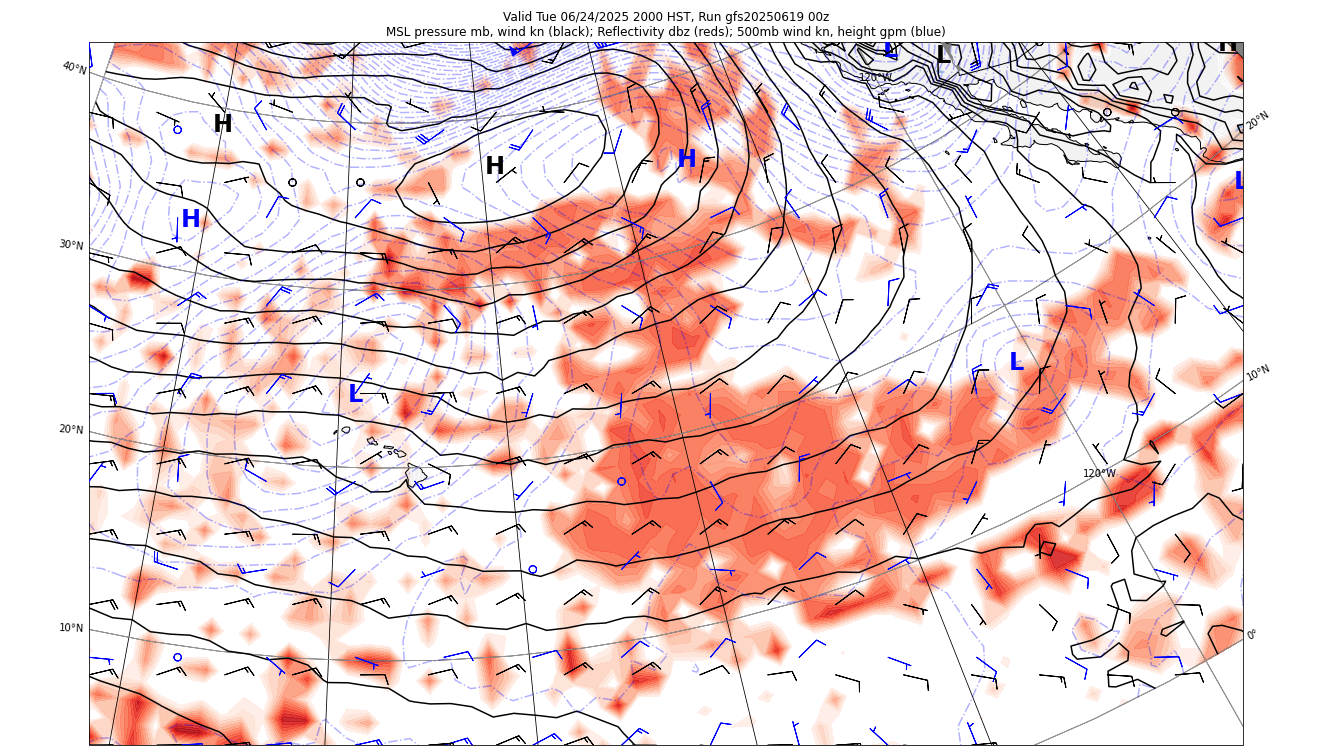 Valid Tue 06/24/2025 2000 HST, Run gfs20250619 00z
MSL pressure mb, wind kn (black); Reflectivity dbz (reds); 500mb wind kn, height gpm (blue)
L
L
H
40°N
120°W
20°N
H
H
H
L
H
30°N
L
10°N
L
20°N
120°W
10°N
0°